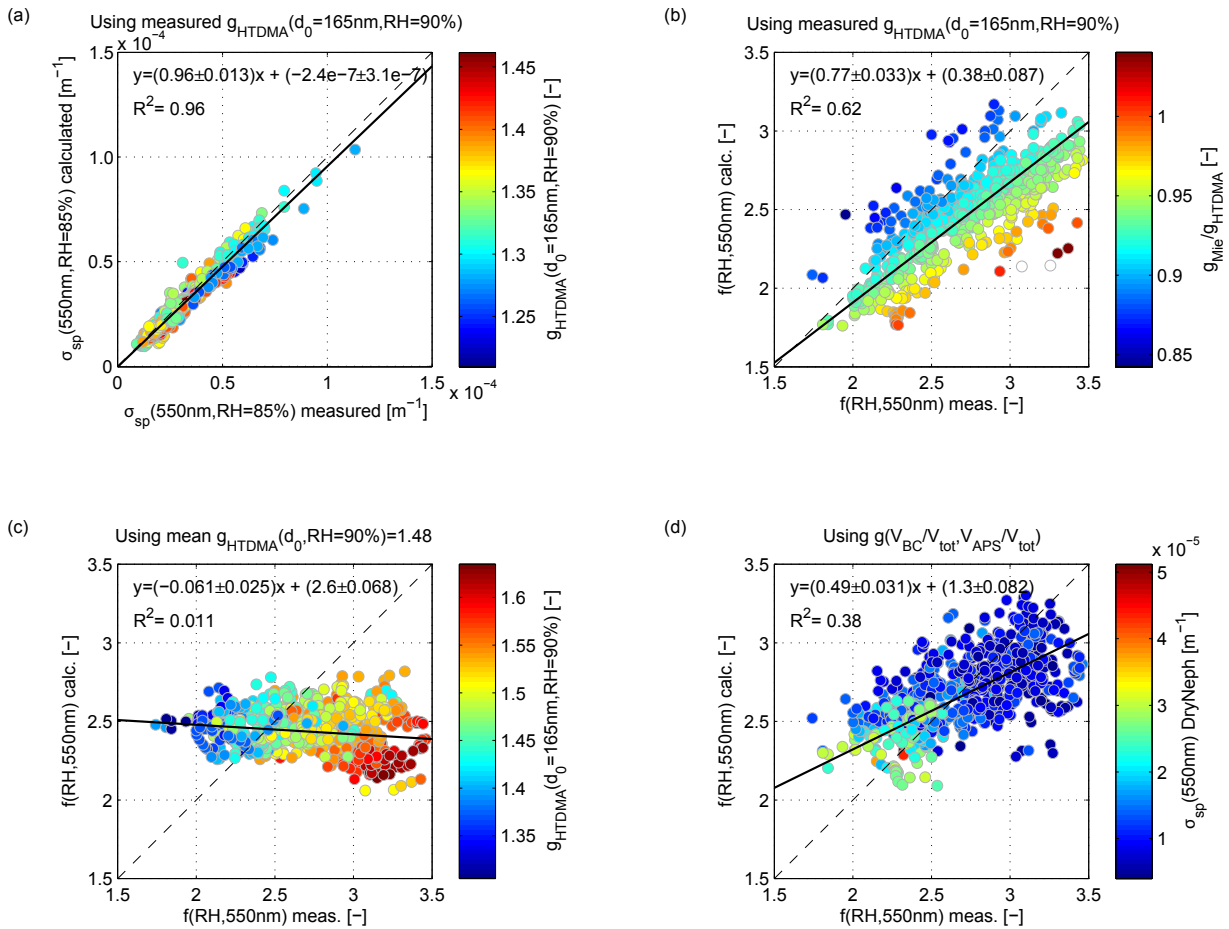 (a)
Using measured g_HTDMA(d_0=165nm,RH=90%)
x 10^−4
1.5
1
0.5
0
σ_sp(550nm,RH=85%) calculated [m^−1]
y=(0.96±0.013)x + (−2.4e−7±3.1e−7)
R^2= 0.96
0
0.5
1
1.5
x 10^−4
σ_sp(550nm,RH=85%) measured [m^−1]
1.45
1.4
1.35
1.3
1.25
g_HTDMA(d_0=165nm,RH=90%) [−]
(b)
Using measured g_HTDMA(d_0=165nm,RH=90%)
3.5
3
2.5
2
1.5
f(RH,550nm) calc. [−]
y=(0.77±0.033)x + (0.38±0.087)
R^2= 0.62
1.5
2
2.5
3
3.5
f(RH,550nm) meas. [−]
1
0.95
0.9
0.85
g_Mie/g_HTDMA [−]
(c)
Using mean g_HTDMA(d_0,RH=90%)=1.48
3.5
3
2.5
2
1.5
f(RH,550nm) calc. [−]
y=(−0.061±0.025)x + (2.6±0.068)
R^2= 0.011
1.5
2
2.5
3
3.5
f(RH,550nm) meas. [−]
1.6
1.55
1.5
1.45
1.4
1.35
g_HTDMA(d_0=165nm,RH=90%) [−]
(d)
Using g(V_BC/V_tot,V_APS/V_tot)
3.5
3
2.5
2
1.5
f(RH,550nm) calc. [−]
y=(0.49±0.031)x + (1.3±0.082)
R^2= 0.38
1.5
2
2.5
3
3.5
f(RH,550nm) meas. [−]
x 10^−5
5
4
3
2
1
σ_sp(550nm) DryNeph [m^−1]